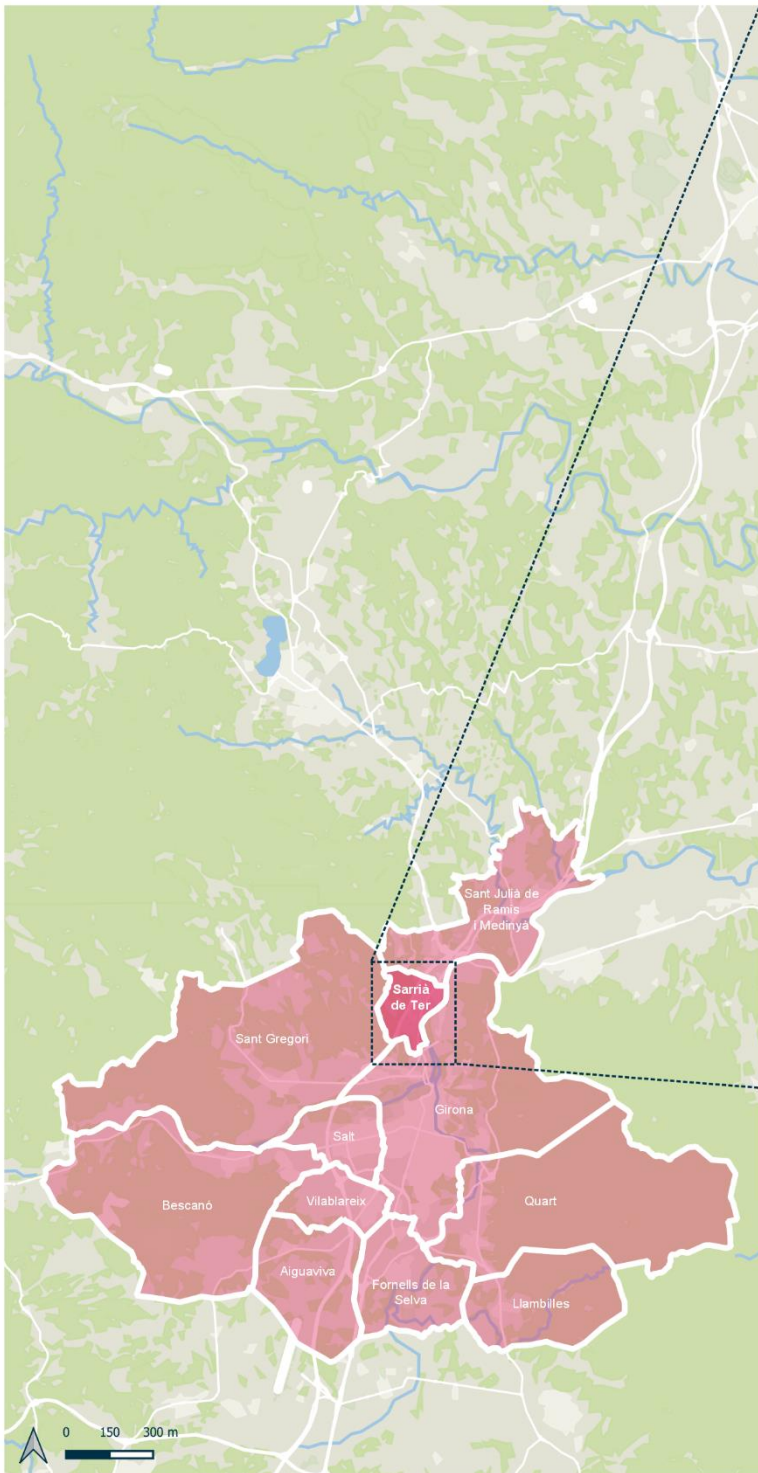 Sant Julià de
Ramis
I Medinyà
Sarrià
de Ter
Sant Gregori
Girona
Salt
Bescanó
Vilablareix
Quart
Aiguaviva
Fornells de la
Selva
Llambilles
0 150 300 m